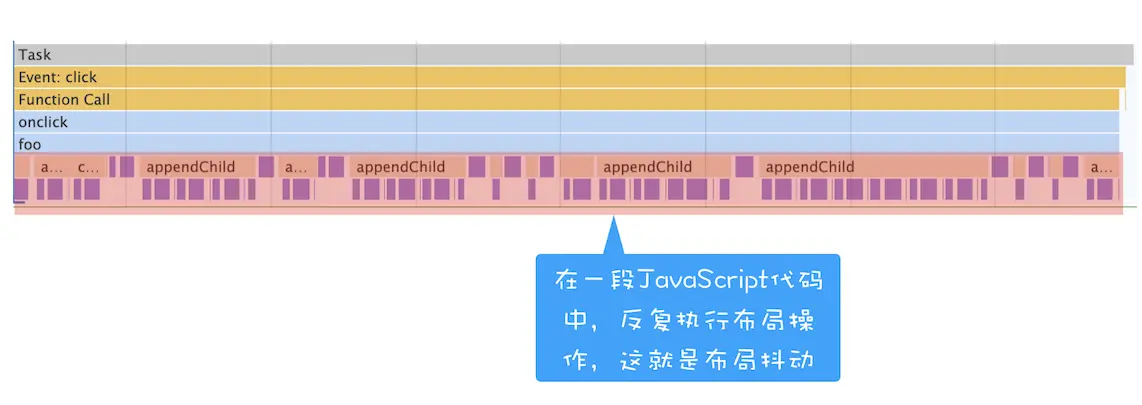 Task
Event: click
Function Call
onclick
foo
a... c... appendChild a... appendChild appendChild appendChild a...
在一段JavaScript代码
中，反复执行布局操
作，这就是布局抖动